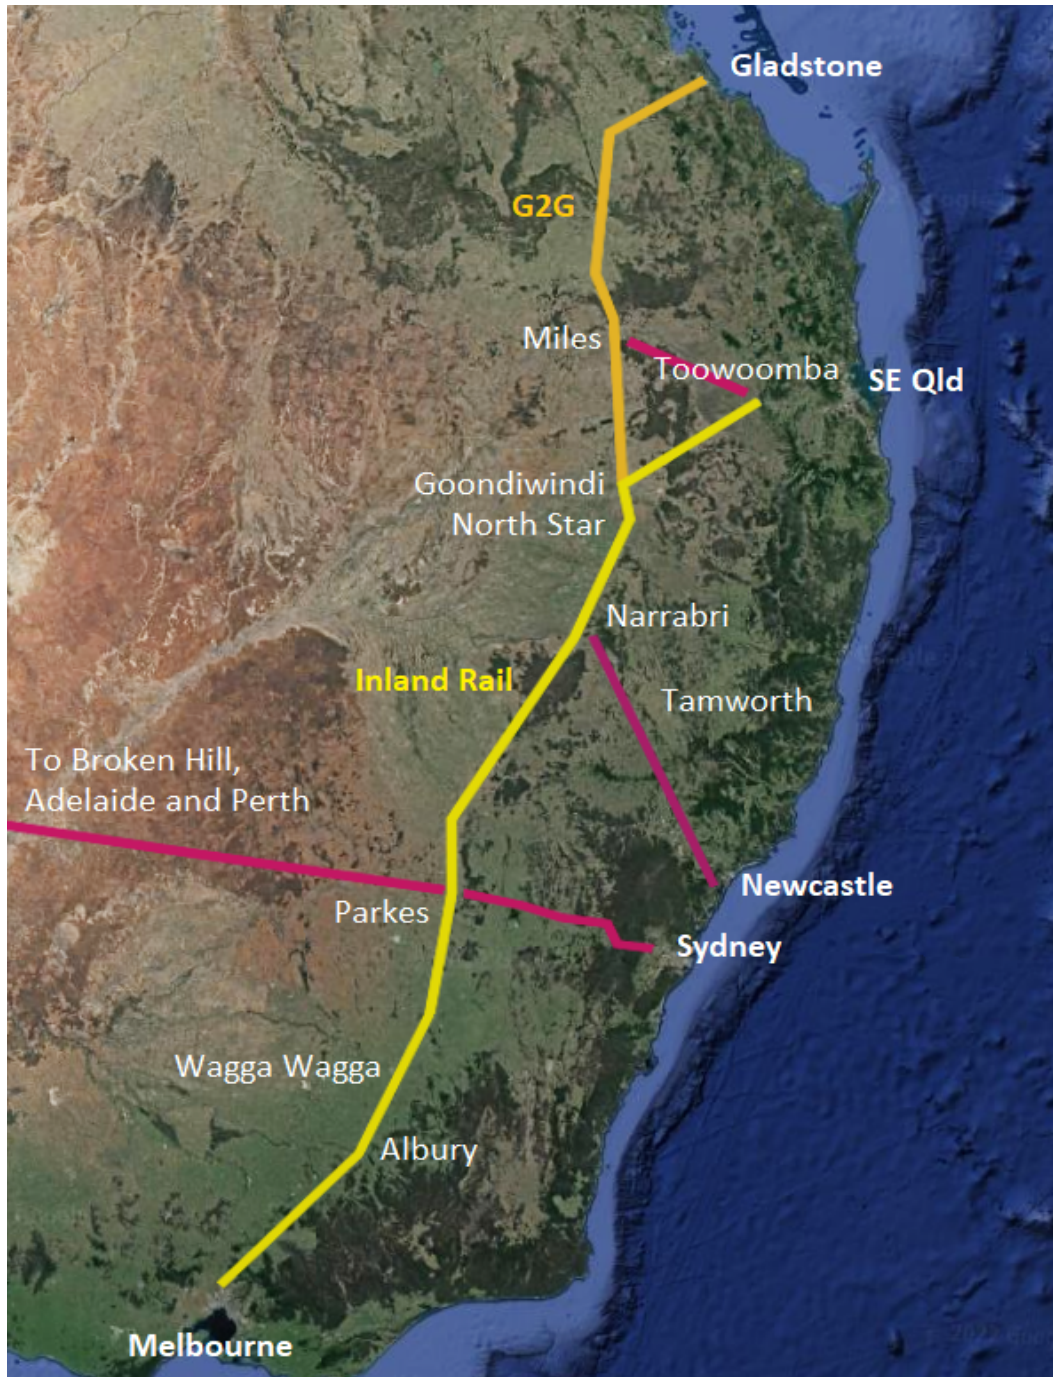 Gladstone
G2G
Miles
Toowoomba
SE Qld
Goondiwindi
North Star
Narrabri
Inland Rail
Tamworth
To Broken Hill,
Adelaide and Perth
Newcastle
Parkes
Sydney
Wagga Wagga
Albury
Melbourne